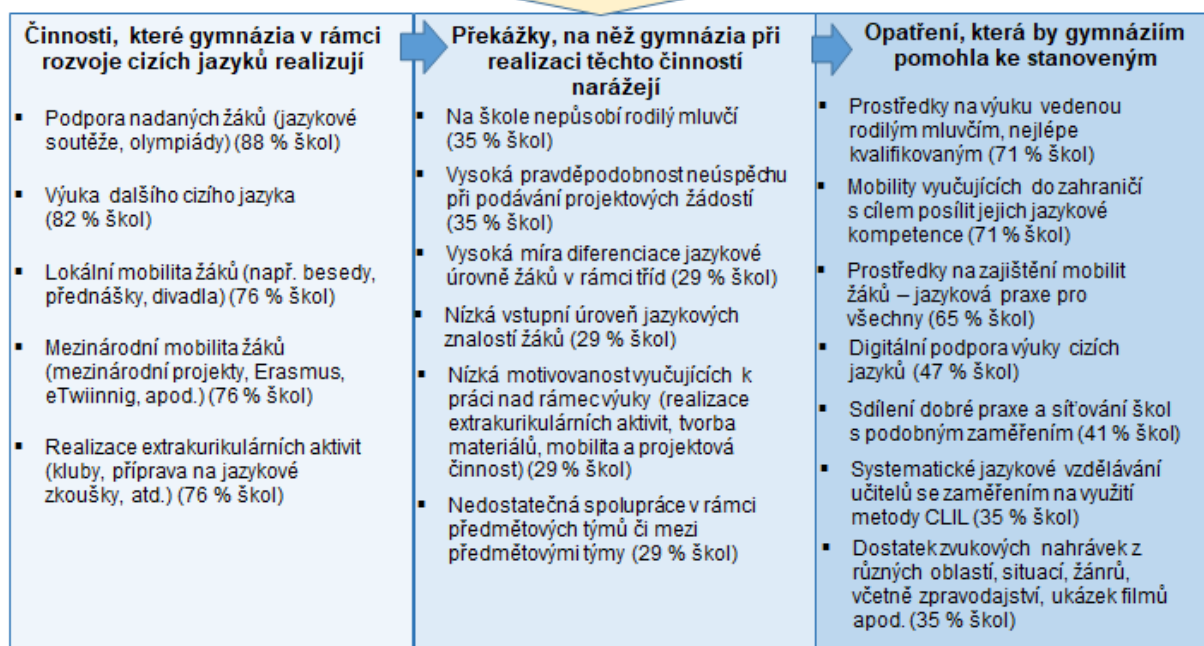 Činnosti, které gymnázia v rámci
rozvoje cizích jazyků realizují
▪ Podpora nadaných žáků (jazykové
soutěže, olympiády) (88 % škol)
▪ Výuka dalšího cizího jazyka
(82 % škol)
▪ Lokální mobilita žáků (např. besedy,
přednášky, divadla) (76 % škol)
▪ Mezinárodní mobilita žáků
(mezinárodní projekty, Erasmus,
eTwiinnig, apod.) (76 % škol)
▪ Realizace extrakurikulárních aktivit
(kluby, příprava na jazykové
zkoušky, atd.) (76 % škol)
Překážky, na něž gymnázia při
realizaci těchto činností
narážejí
▪ Na škole nepůsobí rodilý mluvčí
(35 % škol)
▪ Vysoká pravděpodobnost neúspěchu
při podávání projektových žádostí
(35 % škol)
▪ Vysoká míra diferenciace jazykové
úrovně žáků v rámci tříd (29 % škol)
▪ Nízká vstupní úroveň jazykových
znalostí žáků (29 % škol)
▪ Nízká motivovanost vyučujících k
práci nad rámec výuky (realizace
extrakurikulárních aktivit, tvorba
materiálů, mobilita a projektová
činnost) (29 % škol)
▪ Nedostatečná spolupráce v rámci
předmětových týmů či mezi
předmětovými týmy (29 % škol)
Opatření, která by gymnáziím
pomohla ke stanoveným
▪ Prostředky na výuku vedenou
rodilým mluvčím, nejlépe
kvalifikovaným (71 % škol)
▪ Mobility vyučujících do zahraničí
s cílem posílit jejich jazykové
kompetence (71 % škol)
▪ Prostředky na zajištění mobilit
žáků – jazyková praxe pro
všechny (65 % škol)
▪ Digitální podpora výuky cizích
jazyků (47 % škol)
▪ Sdílení dobré praxe a síťování škol
s podobným zaměřením (41 % škol)
▪ Systematické jazykové vzdělávání
učitelů se zaměřením na využití
metody CLIL (35 % škol)
▪ Dostatek zvukových nahrávek z
různých oblastí, situací, žánrů,
včetně zpravodajství, ukázek filmů
apod. (35 % škol)